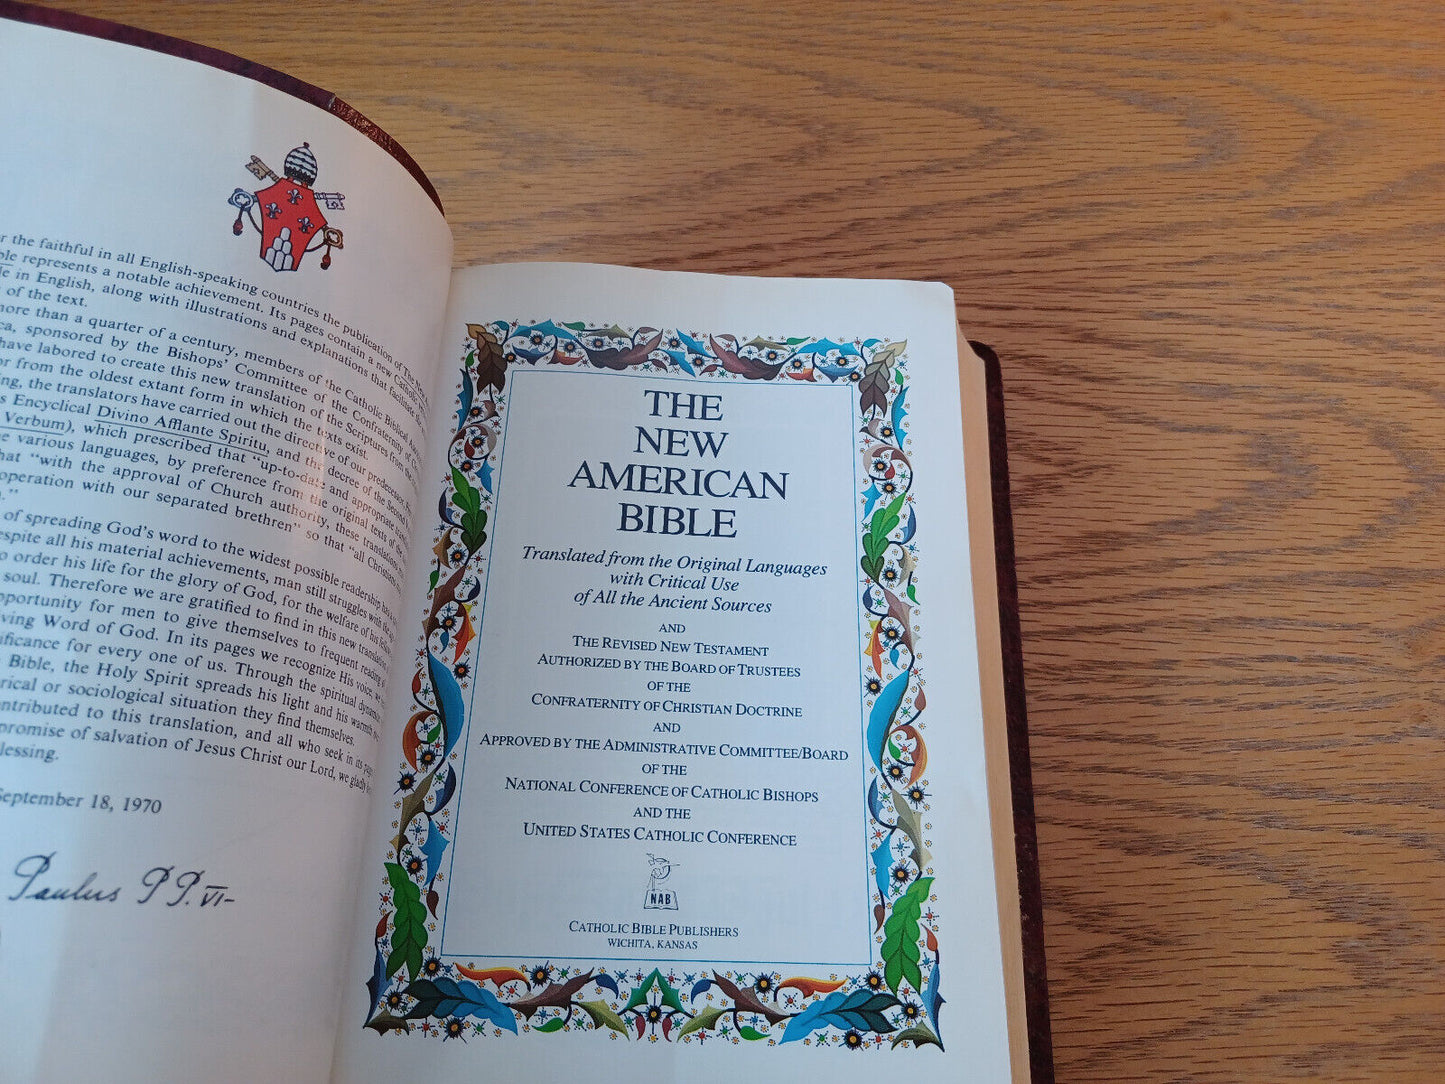 r the faithful in all English-speaking countries the publication of The New
ble represents a notable achievement. Its pages contain a new Catholic
le in English, along with illustrations and explanations that facilitate
of the text.
more than a quarter of a century, members of the Catholic Biblical
ca, sponsored by the Bishops' Committee of the Confraternity of
have labored to create this new translation of the Scriptures from the
or from the oldest extant form in which the texts exist.
ing, the translators have carried out the directive of our predecessor,
s Encyclical Divino Afflante Spiritu, and the decree of the Second
Verbum), which prescribed that "up-to-date and appropriate
e various languages, by preference from the original texts of the
hat "with the approval of Church authority, these translations
operation with our separated brethren" so that "all Christians
."
of spreading God's word to the widest possible readership
espite all his material achievements, man still struggles with the
o order his life for the glory of God, for the welfare of his
soul. Therefore we are gratified to find in this new translation
pportunity for men to give themselves to frequent reading of
iving Word of God. In its pages we recognize His voice, we
nificance for every one of us. Through the spiritual dynamics
Bible, the Holy Spirit spreads his light and his warmth
rical or sociological situation they find themselves.
ontributed to this translation, and all who seek in its pages
promise of salvation of Jesus Christ our Lord, we gladly
lessing.
September 18, 1970
Paulus P P. VI-
THE
NEW
AMERICAN
BIBLE
Translated from the Original Languages
with Critical Use
of All the Ancient Sources
AND
THE REVISED NEW TESTAMENT
AUTHORIZED BY THE BOARD OF TRUSTEES
OF THE
CONFRATERNITY OF CHRISTIAN DOCTRINE
AND
APPROVED BY THE ADMINISTRATIVE COMMITTEE/BOARD
OF THE
NATIONAL CONFERENCE OF CATHOLIC BISHOPS
AND THE
UNITED STATES CATHOLIC CONFERENCE
NAB
CATHOLIC BIBLE PUBLISHERS
WICHITA, KANSAS